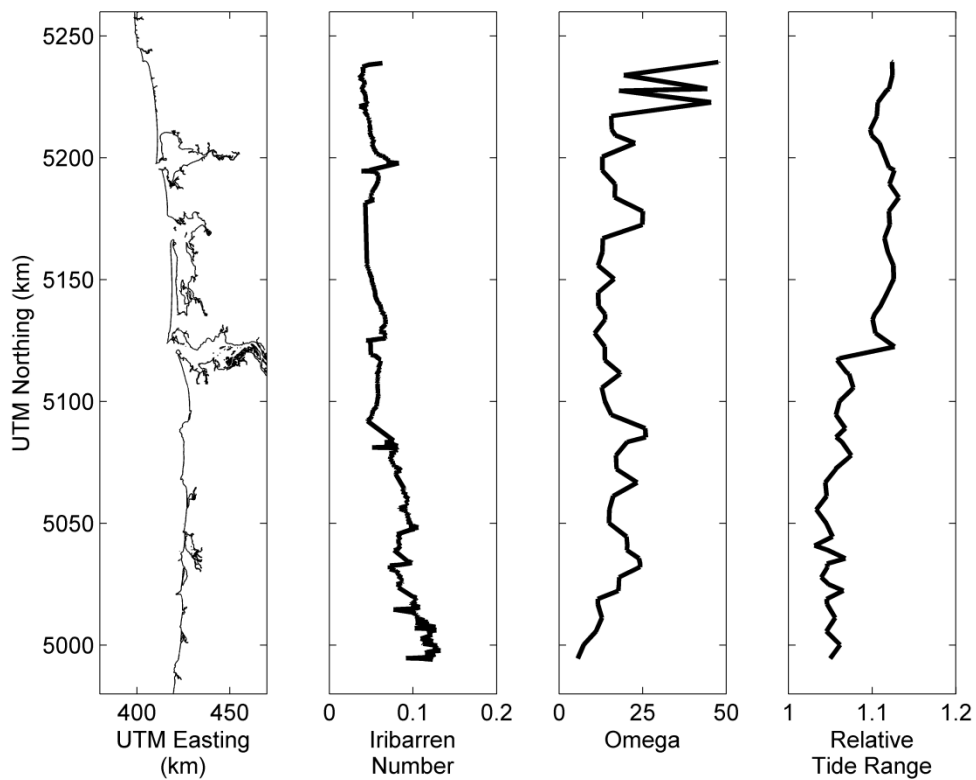 5250
5200
5150
5100
5050
5000
UTM Northing (km)
400 450
UTM Easting
(km)
0 0.1 0.2
Iribarren
Number
0 25 50
Omega
1 1.1 1.2
Relative
Tide Range